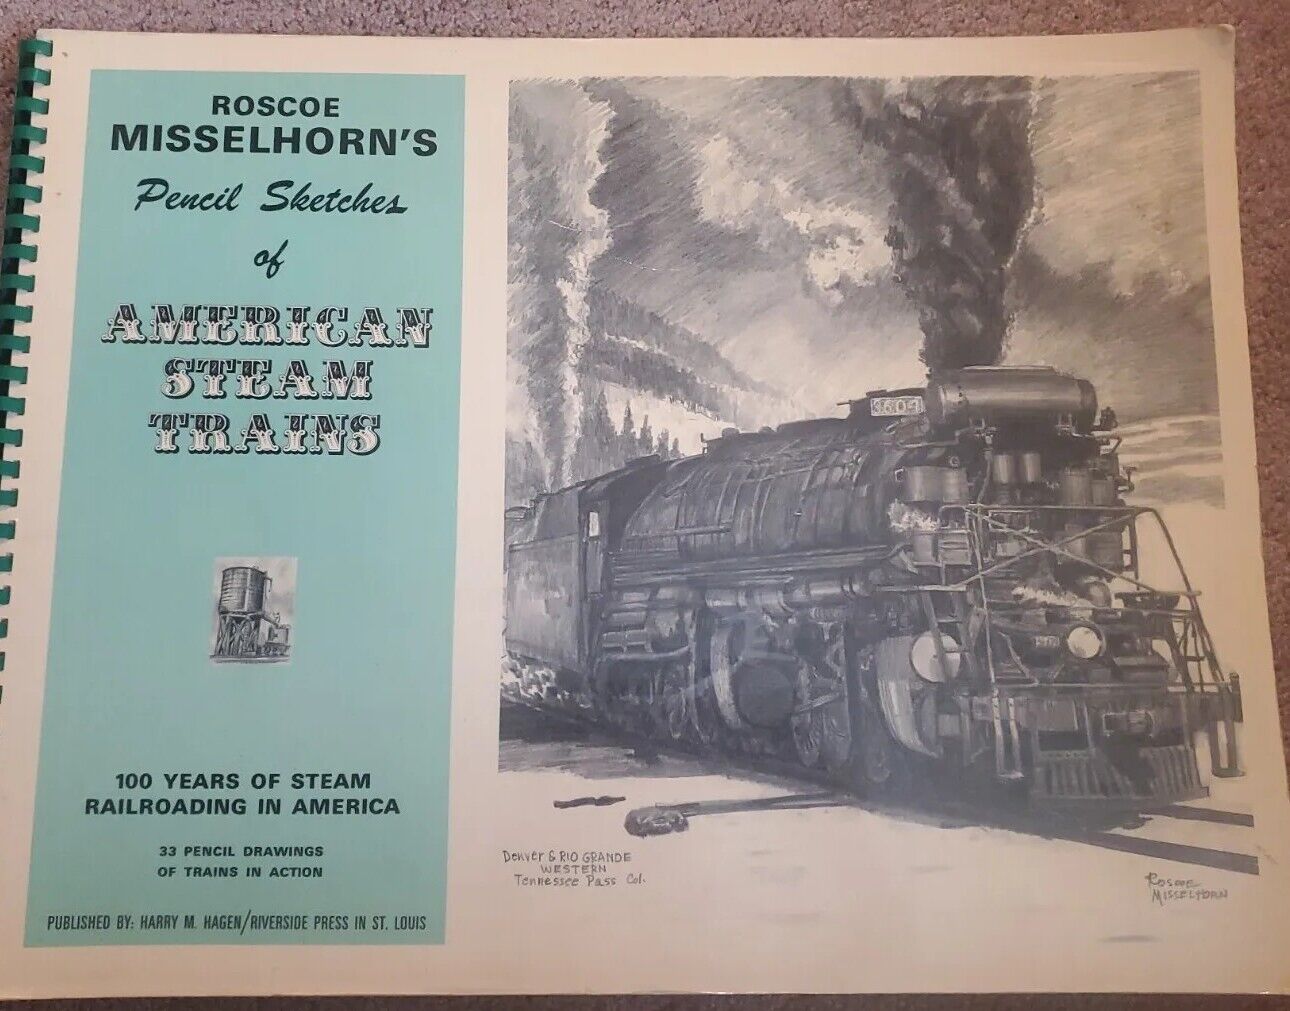 ROSCOE
MISSELHORN'S
Pencil Sketches
of
AMERICAN
STEAM
TRAINS
100 YEARS OF STEAM
RAILROADING IN AMERICA
33 PENCIL DRAWINGS
OF TRAINS IN ACTION
PUBLISHED BY: HARRY M. HAGEN/RIVERSIDE PRESS IN ST. LOUIS
Denver & RIO GRANDE
WESTERN
Tennessee Pass Col.
ROSCOE
MISSELHORN